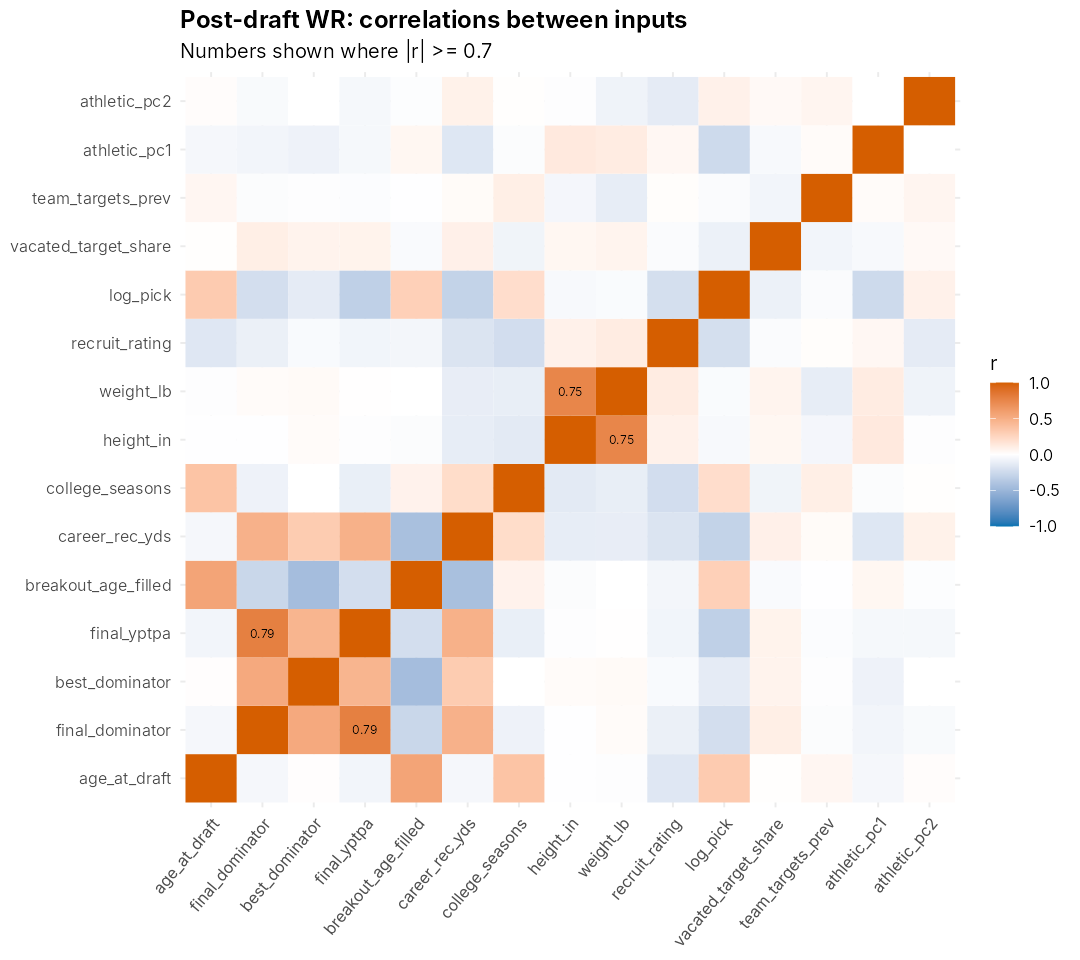 Post-draft WR: correlations between inputs
Numbers shown where |r| >= 0.7
athletic_pc2
athletic_pc1
team_targets_prev
vacated_target_share
log_pick
recruit_rating
weight_lb
0.75
height_in
0.75
college_seasons
career_rec_yds
breakout_age_filled
final_yptpa
0.79
best_dominator
final_dominator
0.79
age_at_draft
r
1.0
0.5
0.0
-0.5
-1.0
age_at_draft
final_dominator
best_dominator
final_yptpa
breakout_age_filled
career_rec_yds
college_seasons
height_in
weight_lb
recruit_rating
log_pick
vacated_target_share
team_targets_prev
athletic_pc1
athletic_pc2